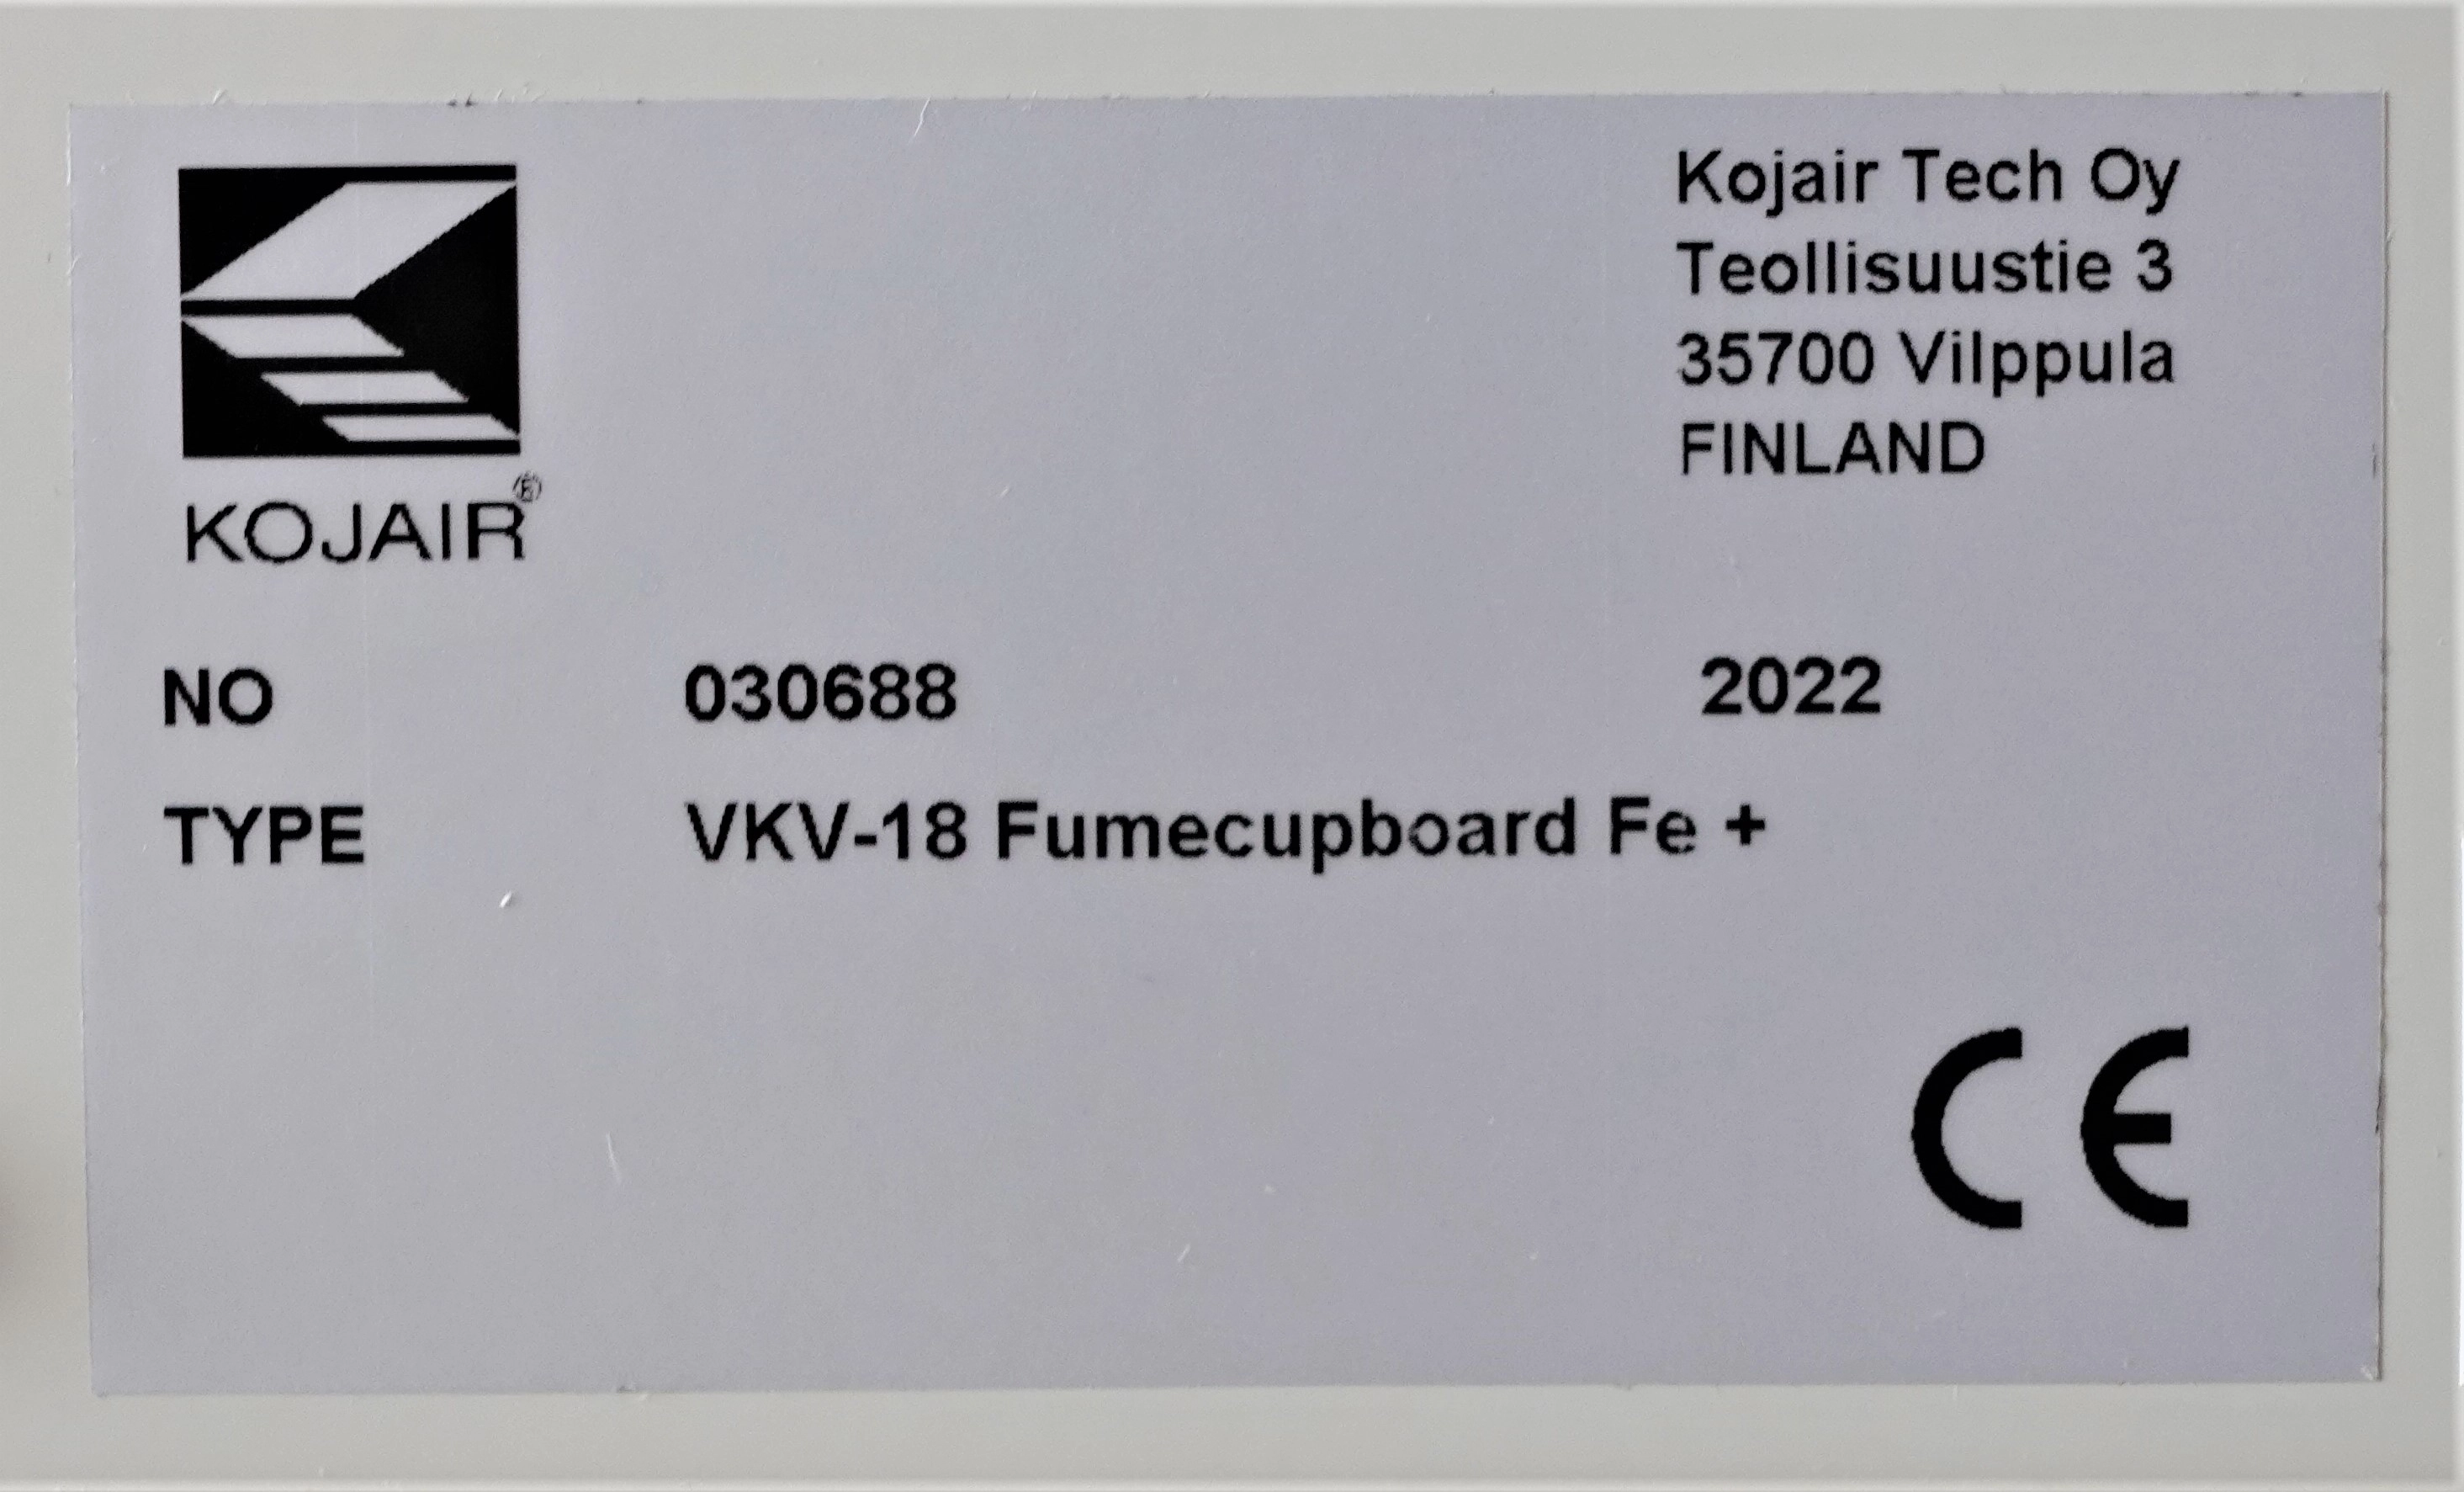 KOJAIR®
Kojair Tech Oy
Teollisuustie 3
35700 Vilppula
FINLAND
NO 030688 2022
TYPE VKV-18 Fumecupboard Fe +
CE